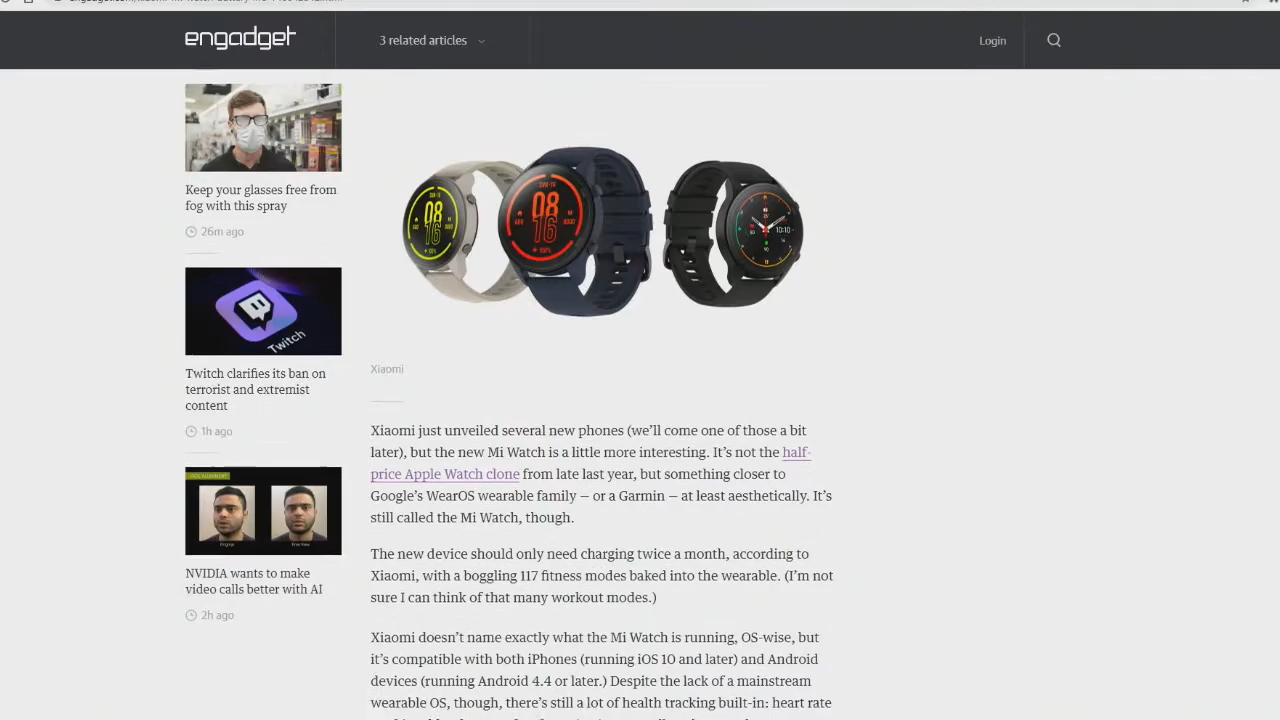 engadget
3 related articles
Login
Keep your glasses free from
fog with this spray
26m ago
Twitch
Twitch clarifies its ban on
terrorist and extremist
content
1h ago
NVIDIA wants to make
video calls better with AI
2h ago
08
16
08
16
10:10
Xiaomi
Xiaomi just unveiled several new phones (we’ll come one of those a bit
later), but the new Mi Watch is a little more interesting. It’s not the half-
price Apple Watch clone from late last year, but something closer to
Google’s WearOS wearable family — or a Garmin — at least aesthetically. It’s
still called the Mi Watch, though.
The new device should only need charging twice a month, according to
Xiaomi, with a boggling 117 fitness modes baked into the wearable. (I’m not
sure I can think of that many workout modes.)
Xiaomi doesn’t name exactly what the Mi Watch is running, OS-wise, but
it’s compatible with both iPhones (running iOS 10 and later) and Android
devices (running Android 4.4 or later.) Despite the lack of a mainstream
wearable OS, though, there’s still a lot of health tracking built-in: heart rate